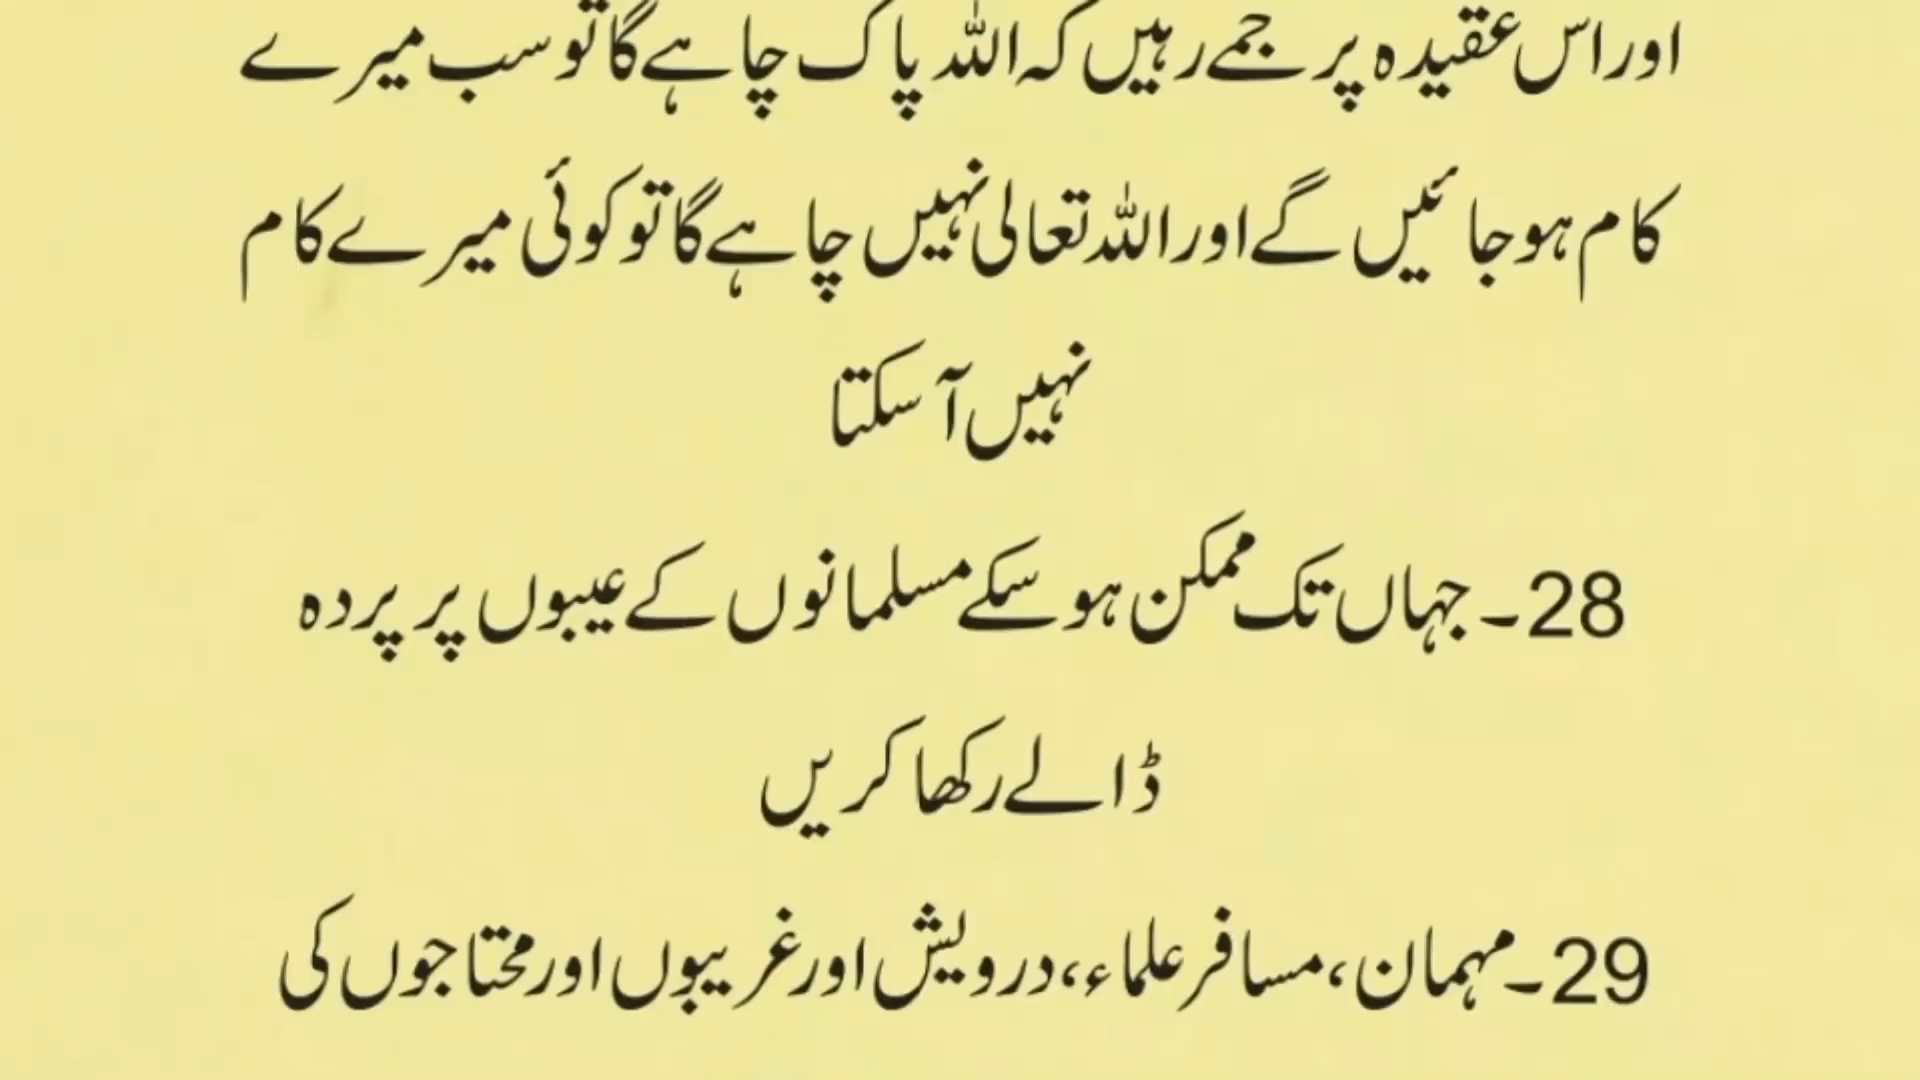 اور اس عقیدہ پر جمے رہیں کہ اللہ پاک چاہے گا تو سب میرے
کام ہو جائیں گے اور اللہ تعالی نہیں چاہے گا تو کوئی میرے کام
نہیں آ سکتا
28۔ جہاں تک ممکن ہو سکے مسلمانوں کے عیبوں پر پردہ
ڈالے رکھا کریں
29۔ مہمان، مسافر علماء، درویش اور غریبوں اور محتاجوں کی